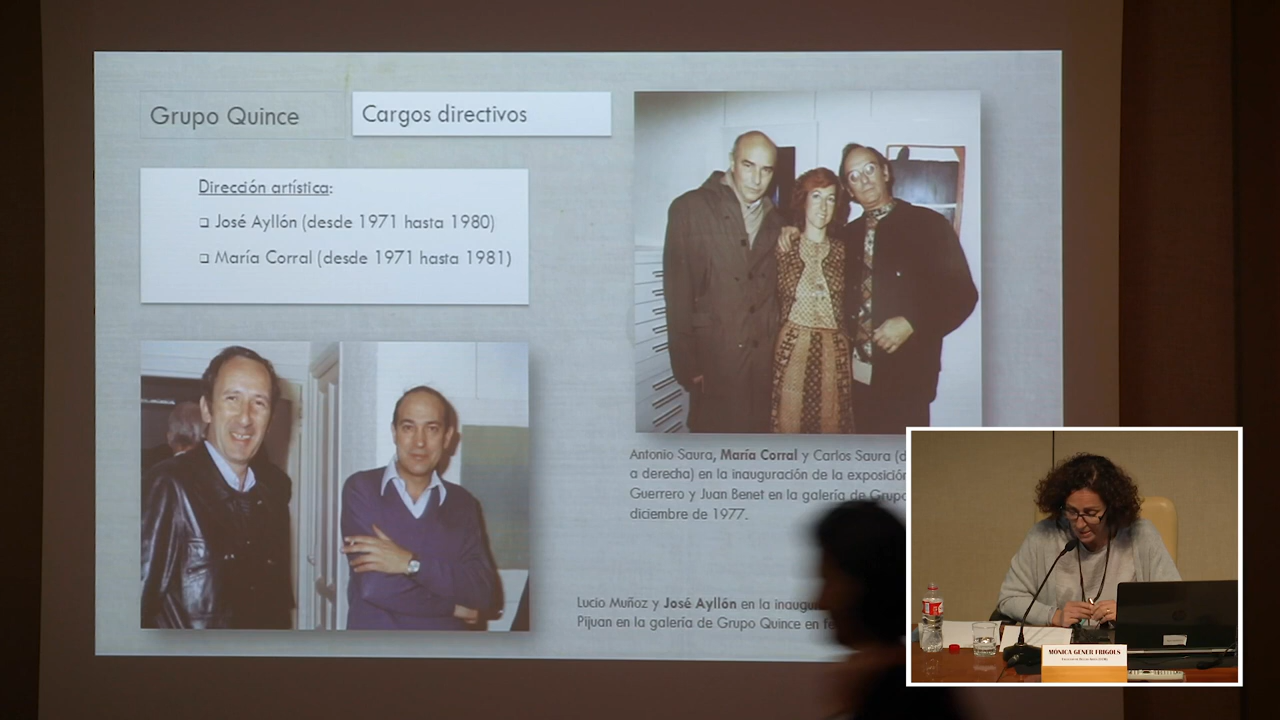 Grupo Quince
Cargos directivos
Dirección artística:
❑ José Ayllón (desde 1971 hasta 1980)
❑ María Corral (desde 1971 hasta 1981)
Antonio Saura, María Corral y Carlos Saura (d
a derecha) en la inauguración de la exposición
Guerrero y Juan Benet en la galería de Grupo
diciembre de 1977.
Lucio Muñoz y José Ayllón en la inaugu
Pijuan en la galería de Grupo Quince en fe
MÓNICA GENER FRIGOLS